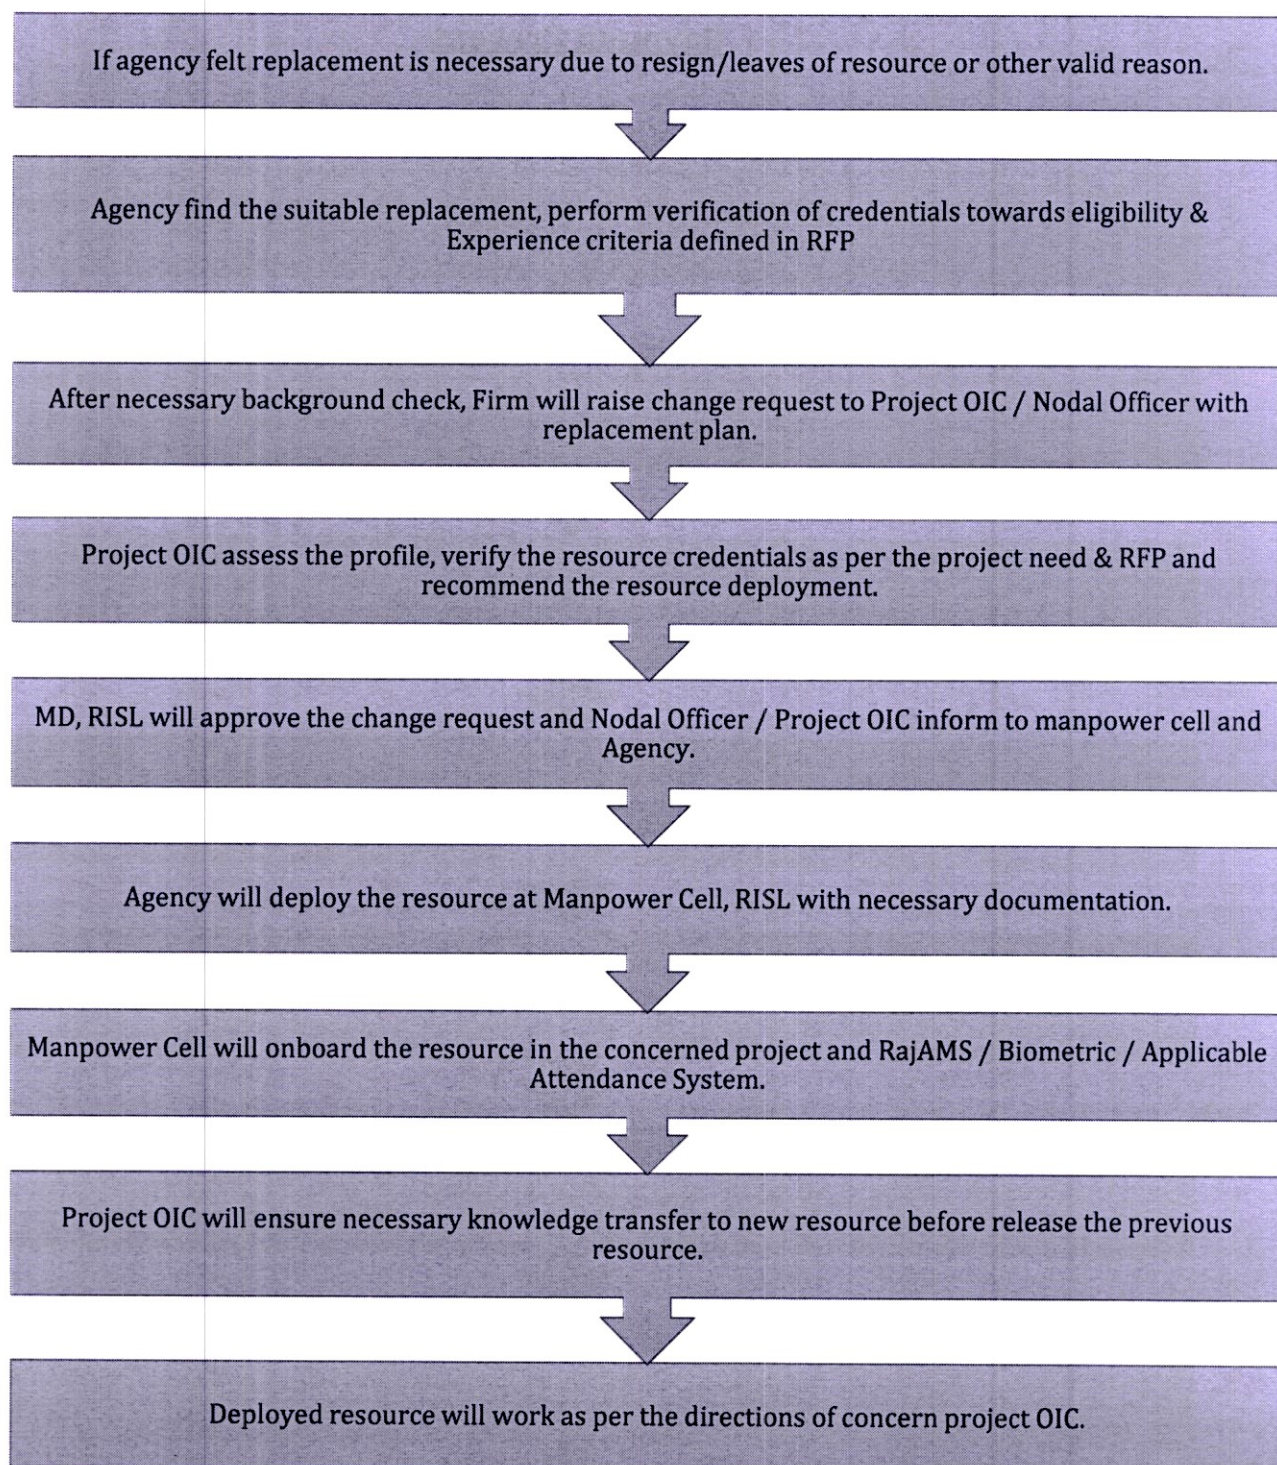 If agency felt replacement is necessary due to resign/leaves of resource or other valid reason.
Agency find the suitable replacement, perform verification of credentials towards eligibility &
Experience criteria defined in RFP
After necessary background check, Firm will raise change request to Project OIC / Nodal Officer with
replacement plan.
Project OIC assess the profile, verify the resource credentials as per the project need & RFP and
recommend the resource deployment.
MD, RISL will approve the change request and Nodal Officer / Project OIC inform to manpower cell and
Agency.
Agency will deploy the resource at Manpower Cell, RISL with necessary documentation.
Manpower Cell will onboard the resource in the concerned project and RajAMS / Biometric / Applicable
Attendance System.
Project OIC will ensure necessary knowledge transfer to new resource before release the previous
resource.
Deployed resource will work as per the directions of concern project OIC.